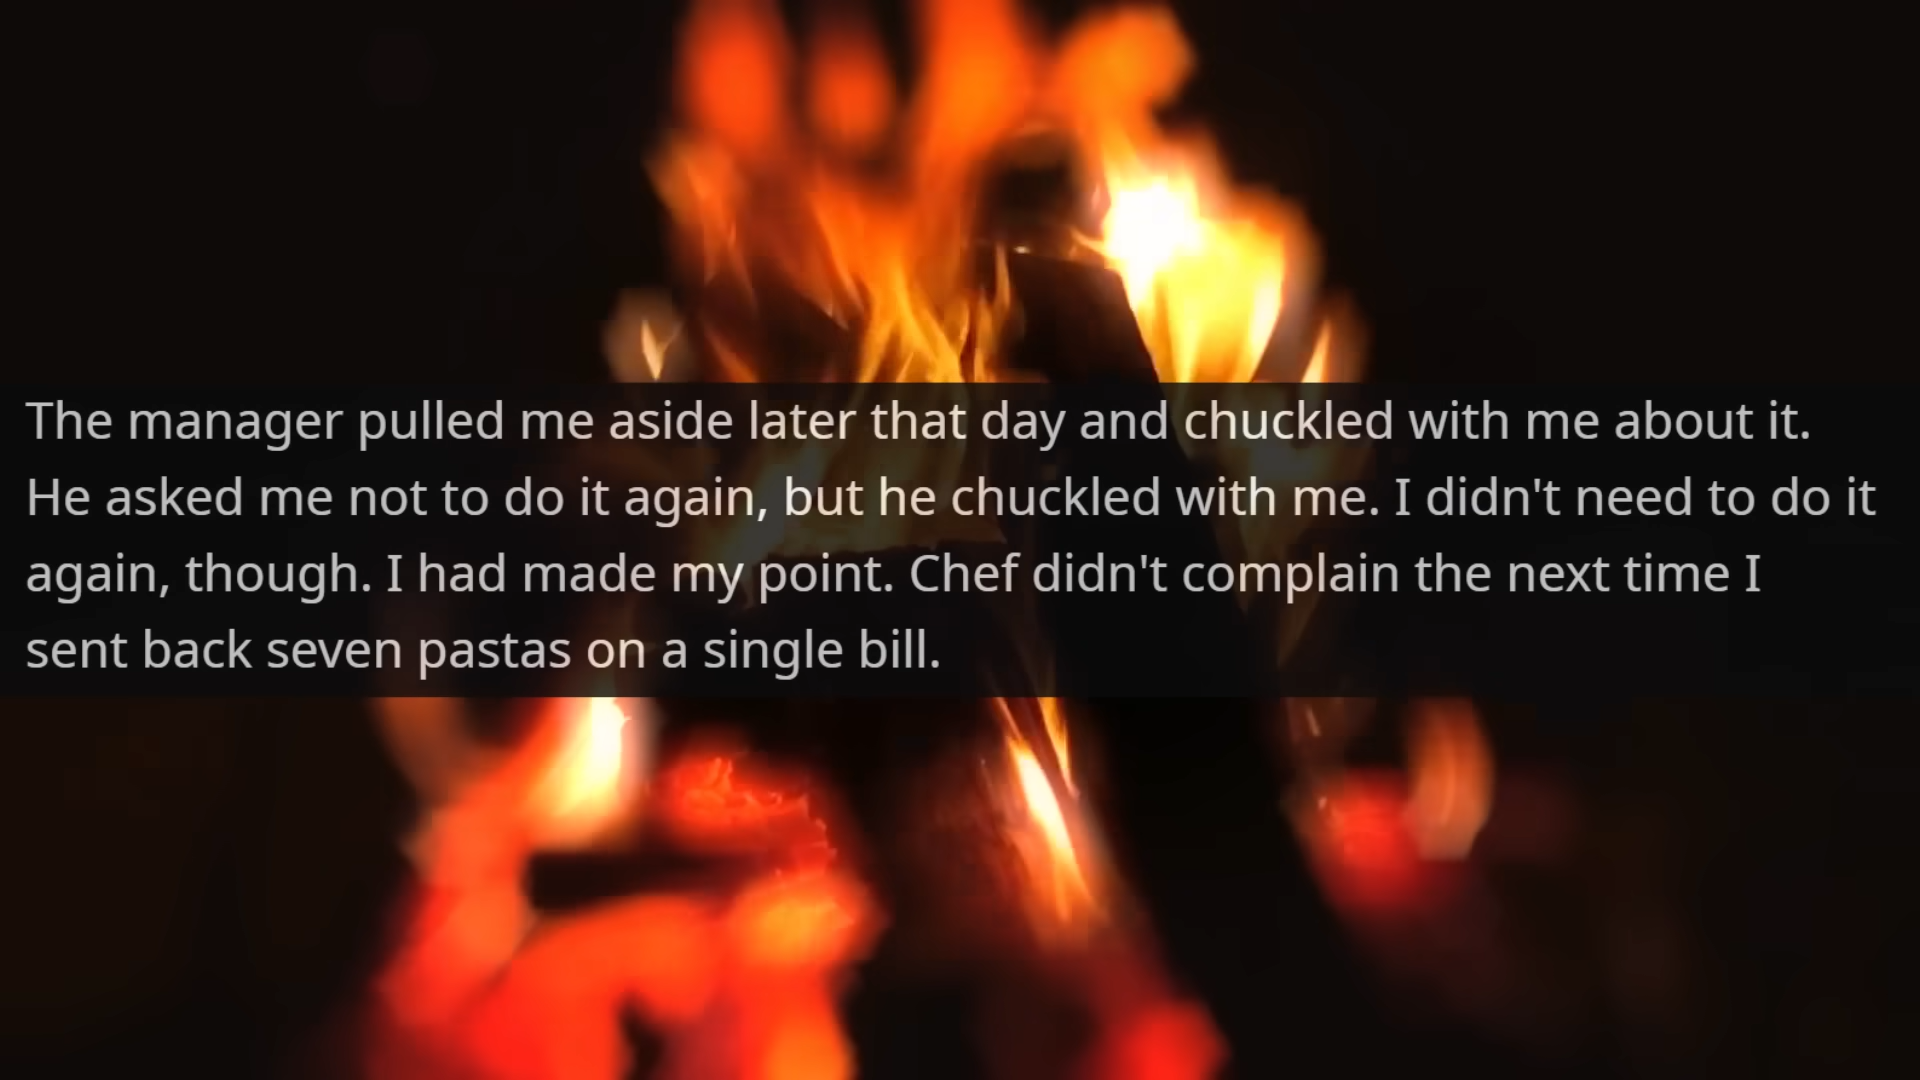 The manager pulled me aside later that day and chuckled with me about it.
He asked me not to do it again, but he chuckled with me. I didn't need to do it
again, though. I had made my point. Chef didn't complain the next time I
sent back seven pastas on a single bill.